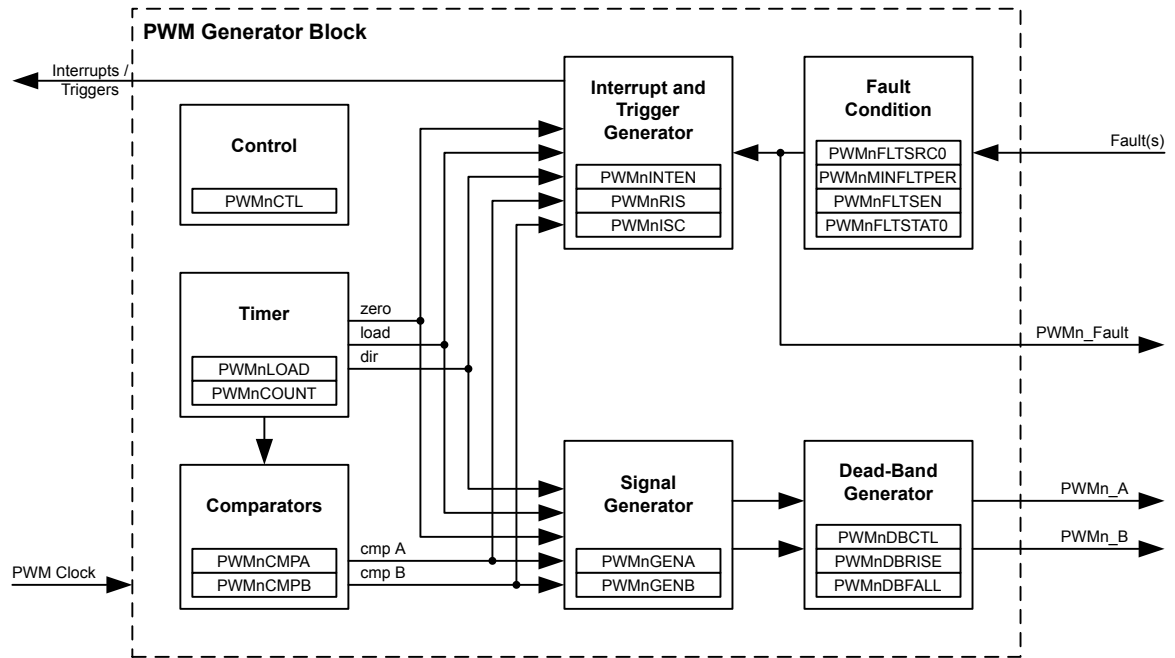 PWM Generator Block
Interrupts /
Triggers
Control
PWMnCTL
Interrupt and
Trigger
Generator
PWMnINTEN
PWMnRIS
PWMnISC
Fault
Condition
PWMnFLTSRC0
PWMnMINFLTPER
PWMnFLTSEN
PWMnFLTSTAT0
Fault(s)
Timer
PWMnLOAD
PWMnCOUNT
zero
load
dir
PWMn_Fault
Comparators
PWMnCMPA
PWMnCMPB
cmp A
cmp B
Signal
Generator
PWMnGENA
PWMnGENB
Dead-Band
Generator
PWMnDBCTL
PWMnDBRISE
PWMnDBFALL
PWMn_A
PWMn_B
PWM Clock